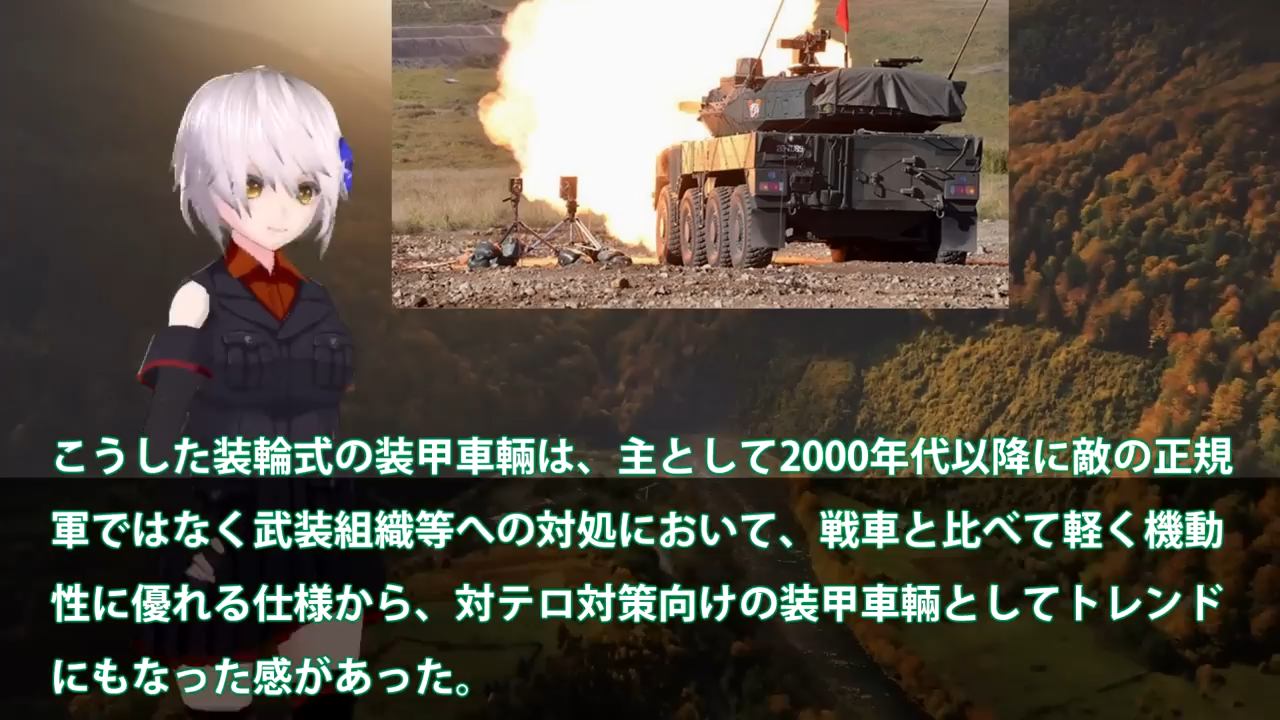 こうした装輪式の装甲車輌は、主として2000年代以降に敵の正規
軍ではなく武装組織等への対処において、戦車と比べて軽く機動
性に優れる仕様から、対テロ対策向けの装甲車輌としてトレンド
にもなった感があった。